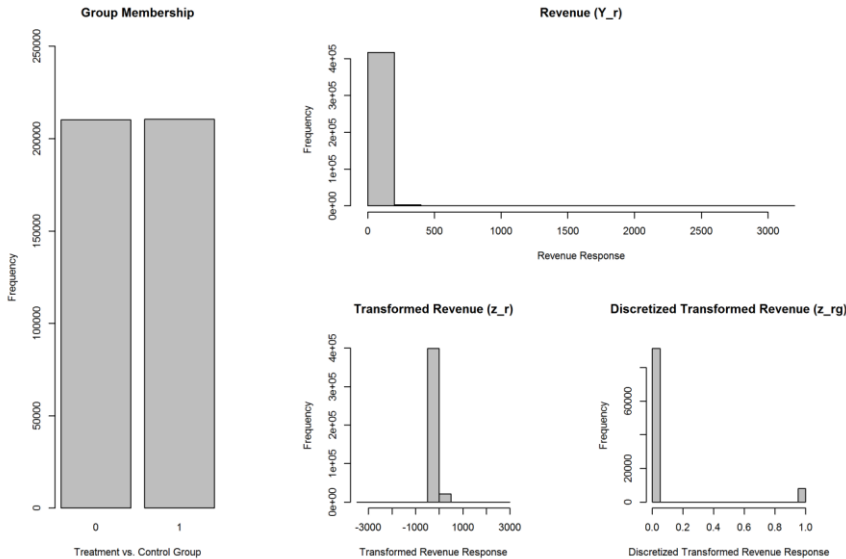 Group Membership
Frequency
250000
200000
150000
100000
50000
0
0 1
Treatment vs. Control Group
Revenue (Y_r)
Frequency
4e+05
3e+05
2e+05
1e+05
0e+00
0 500 1000 1500 2000 2500 3000
Revenue Response
Transformed Revenue (z_r)
Frequency
4e+05
3e+05
2e+05
1e+05
0e+00
-3000 -1000 1000 3000
Transformed Revenue Response
Discretized Transformed Revenue (z_rg)
Frequency
60000
20000
0
0.0 0.2 0.4 0.6 0.8 1.0
Discretized Transformed Revenue Response